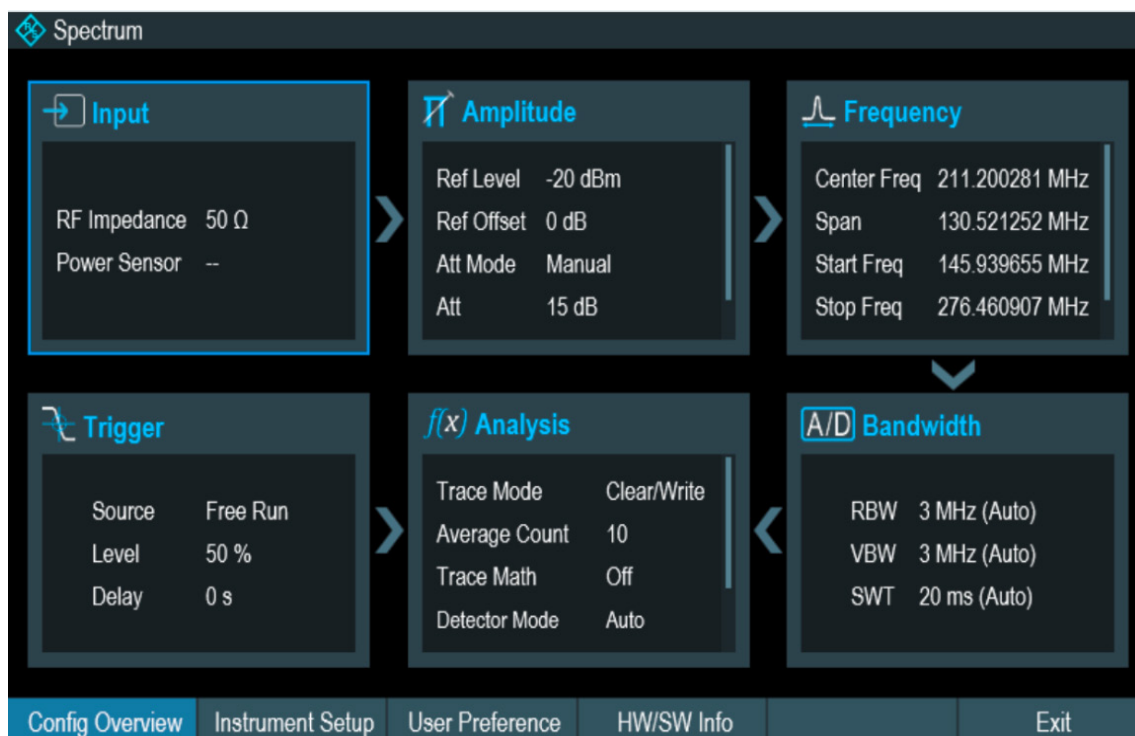 Spectrum
Input
RF Impedance 50 Ω
Power Sensor --
Amplitude
Ref Level -20 dBm
Ref Offset 0 dB
Att Mode Manual
Att 15 dB
Frequency
Center Freq 211.200281 MHz
Span 130.521252 MHz
Start Freq 145.939655 MHz
Stop Freq 276.460907 MHz
Trigger
Source Free Run
Level 50 %
Delay 0 s
f(x) Analysis
Trace Mode Clear/Write
Average Count 10
Trace Math Off
Detector Mode Auto
A/D Bandwidth
RBW 3 MHz (Auto)
VBW 3 MHz (Auto)
SWT 20 ms (Auto)
Config Overview Instrument Setup User Preference HW/SW Info Exit